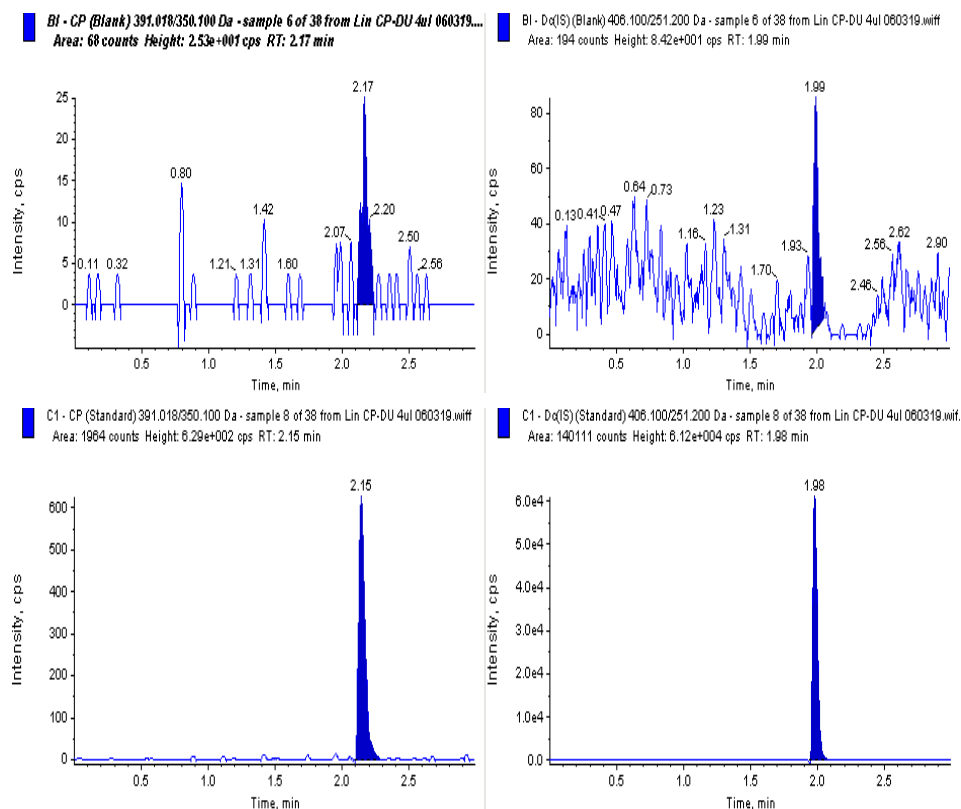 BI - CP (Blank) 391.018/350.100 Da - sample 6 of 38 from Lin CP-DU 4ul 060319....
Area: 68 counts Height: 2.53e+001 cps RT: 2.17 min
2.17
25
20
Intensity, cps
15
0.80
10
1.42
2.20
2.07
2.50
5
0.11 0.32
1.21 1.31 1.60
2.56
0
0.5 1.0 1.5 2.0 2.5
Time, min
BI - Dq(IS) (Blank) 406.100/251.200 Da - sample 6 of 38 from Lin CP-DU 4ul 060319.wiff
Area: 194 counts Height: 8.42e+001 cps RT: 1.99 min
1.99
80
60
Intensity, cps
0.64 0.73
0.13 0.41 0.47
1.23
40
1.16 1.31
1.93
2.56 2.62
2.90
20
1.70
2.46
0
0.5 1.0 1.5 2.0 2.5
Time, min
C1 - CP (Standard) 391.018/350.100 Da - sample 8 of 38 from Lin CP-DU 4ul 060319.wiff
Area: 1964 counts Height: 6.29e+002 cps RT: 2.15 min
2.15
600
500
400
Intensity, cps
300
200
100
0
0.5 1.0 1.5 2.0 2.5
Time, min
C1 - Dq(IS) (Standard) 406.100/251.200 Da - sample 8 of 38 from Lin CP-DU 4ul 060319.wif.
Area: 140111 counts Height: 6.12e+004 cps RT: 1.98 min
1.98
6.0e4
5.0e4
4.0e4
Intensity, cps
3.0e4
2.0e4
1.0e4
0.0
0.5 1.0 1.5 2.0 2.5
Time, min